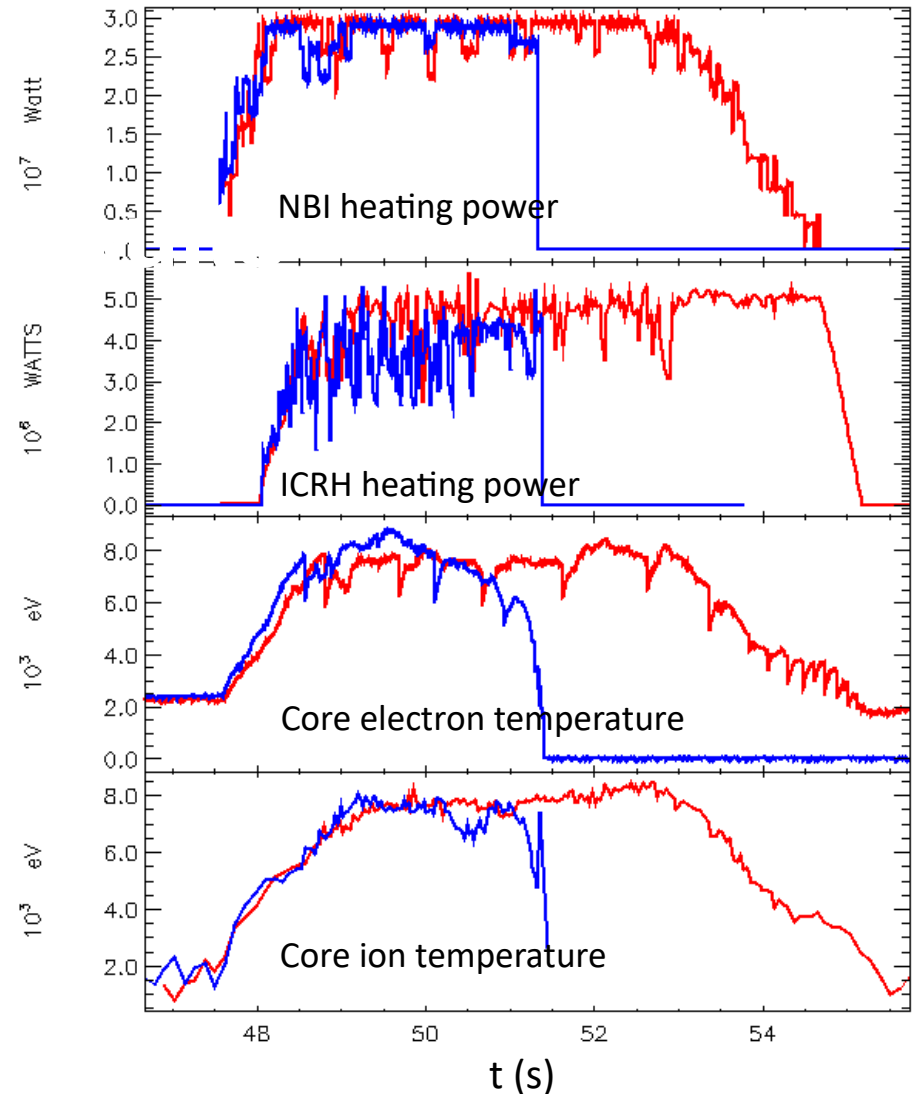 10⁷ Watt
3.0
2.5
2.0
1.5
1.0
0.5
.0
NBI heating power
10⁶ WATTS
5.0
4.0
3.0
2.0
1.0
0.0
ICRH heating power
10³ eV
8.0
6.0
4.0
2.0
0.0
Core electron temperature
10³ eV
8.0
6.0
4.0
2.0
Core ion temperature
48 50 52 54
t (s)